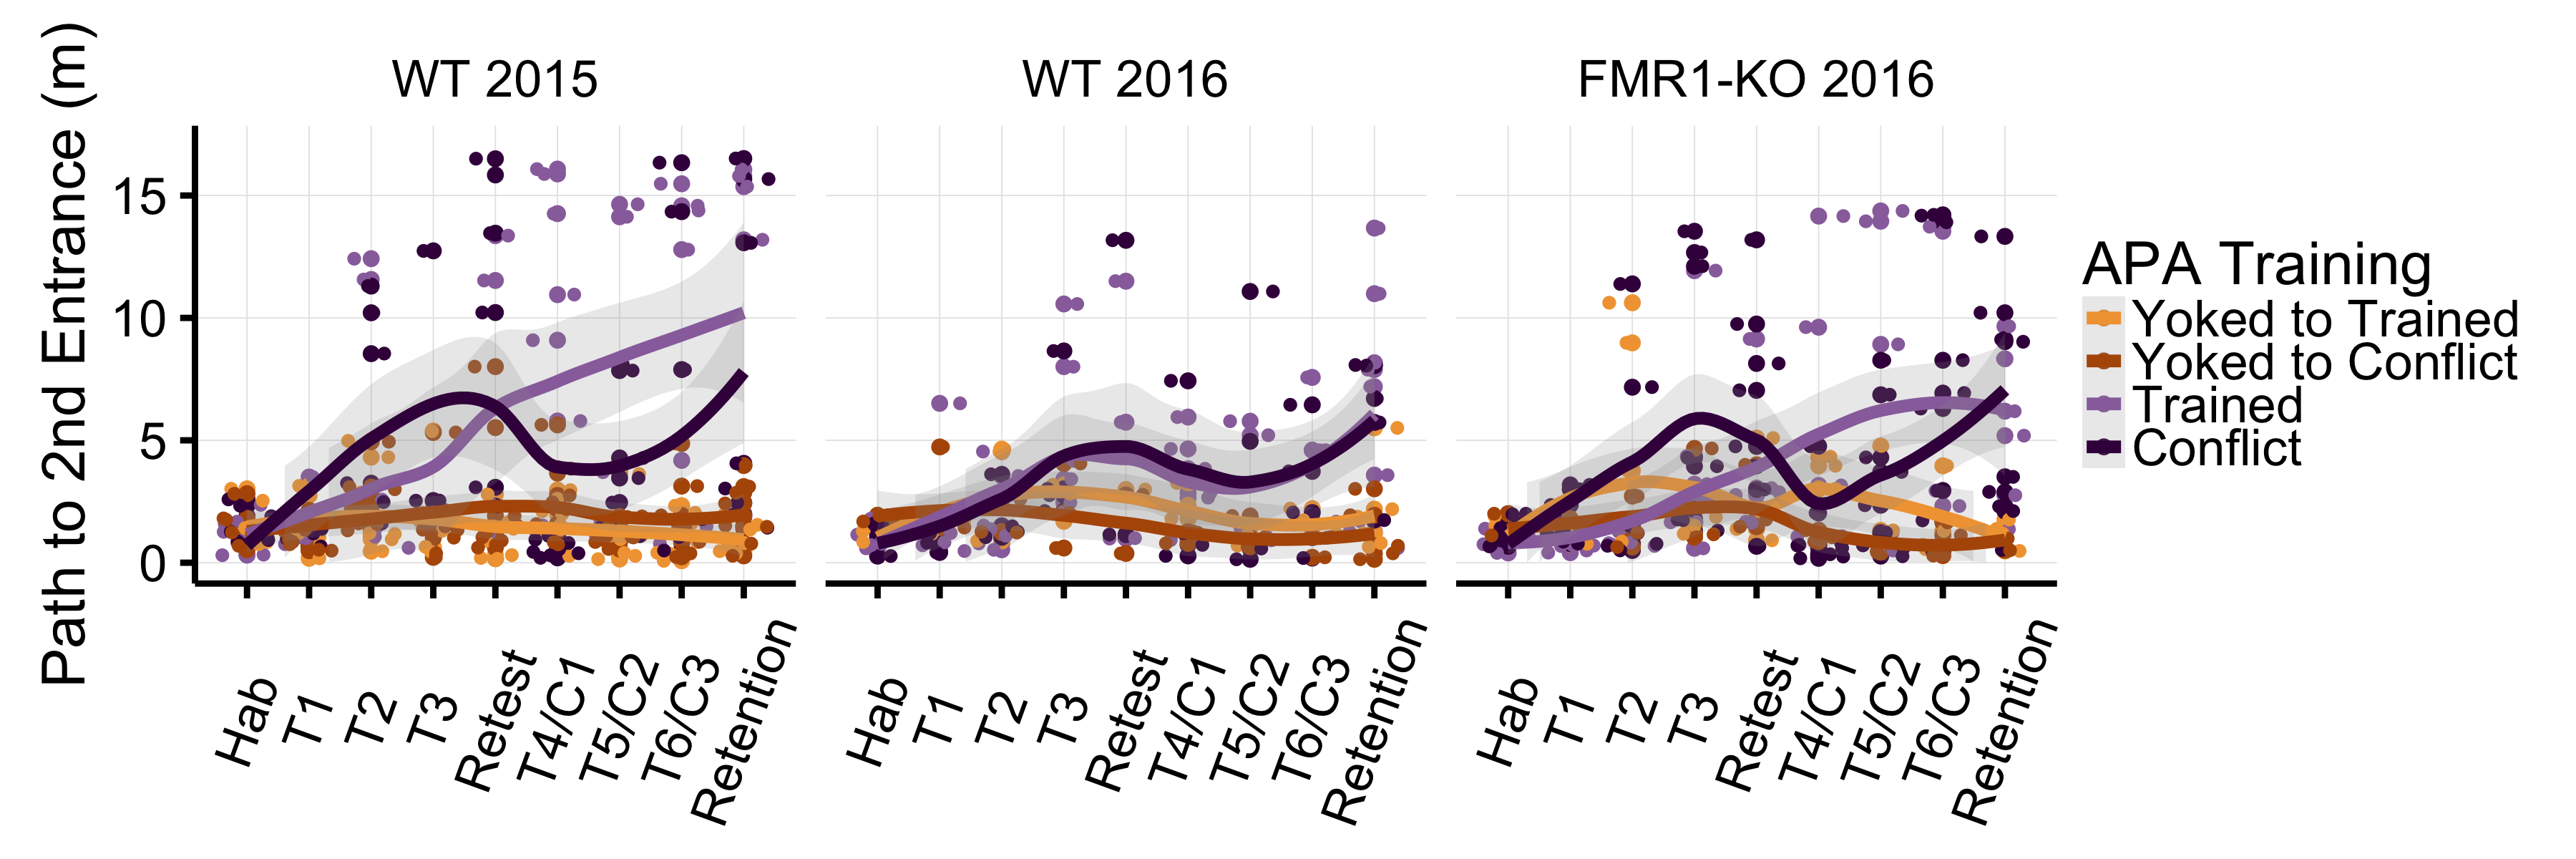 Path to 2nd Entrance (m)
WT 2015
WT 2016
FMR1-KO 2016
15
10
5
0
Hab
T1
T2
T3
Retest
T4/C1
T5/C2
T6/C3
Retention
Hab
T1
T2
T3
Retest
T4/C1
T5/C2
T6/C3
Retention
Hab
T1
T2
T3
Retest
T4/C1
T5/C2
T6/C3
Retention
APA Training
Yoked to Trained
Yoked to Conflict
Trained
Conflict